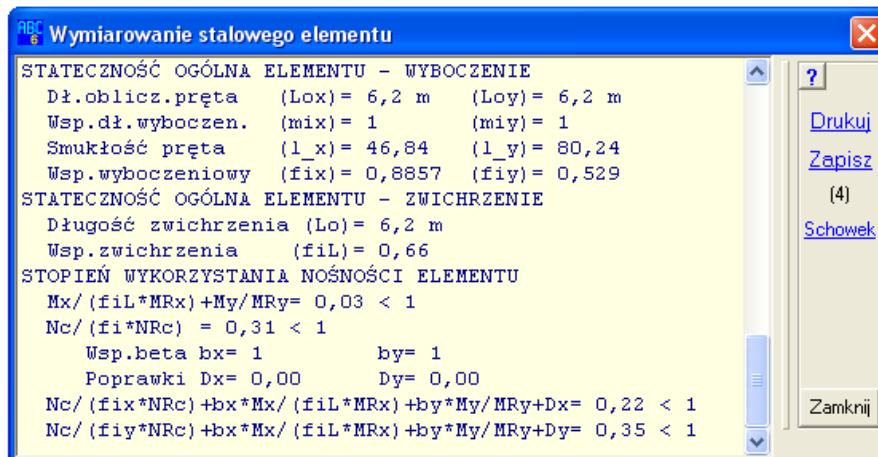 ABC 6 Wymiarowanie stalowego elementu
STATECZNOŚĆ OGÓLNA ELEMENTU - WYBOCZENIE
Dł.oblicz.pręta (Lox)= 6,2 m (Loy)= 6,2 m
Wsp.dł.wyboczen. (mix)= 1 (miy)= 1
Smukłość pręta (l_x)= 46,84 (l_y)= 80,24
Wsp.wyboczeniowy (fix)= 0,8857 (fiy)= 0,529
STATECZNOŚĆ OGÓLNA ELEMENTU - ZWICHRZENIE
Długość zwichrzenia (Lo)= 6,2 m
Wsp.zwichrzenia (fiL)= 0,66
STOPIEŃ WYKORZYSTANIA NOŚNOŚCI ELEMENTU
Mx/(fiL*MRx)+My/MRy= 0,03 < 1
Nc/(fi*NRc) = 0,31 < 1
Wsp.beta bx= 1 by= 1
Poprawki Dx= 0,00 Dy= 0,00
Nc/(fix*NRc)+bx*Mx/(fiL*MRx)+by*My/MRy+Dx= 0,22 < 1
Nc/(fiy*NRc)+bx*Mx/(fiL*MRx)+by*My/MRy+Dy= 0,35 < 1
?
Drukuj
Zapisz
(4)
Schowek
Zamknij